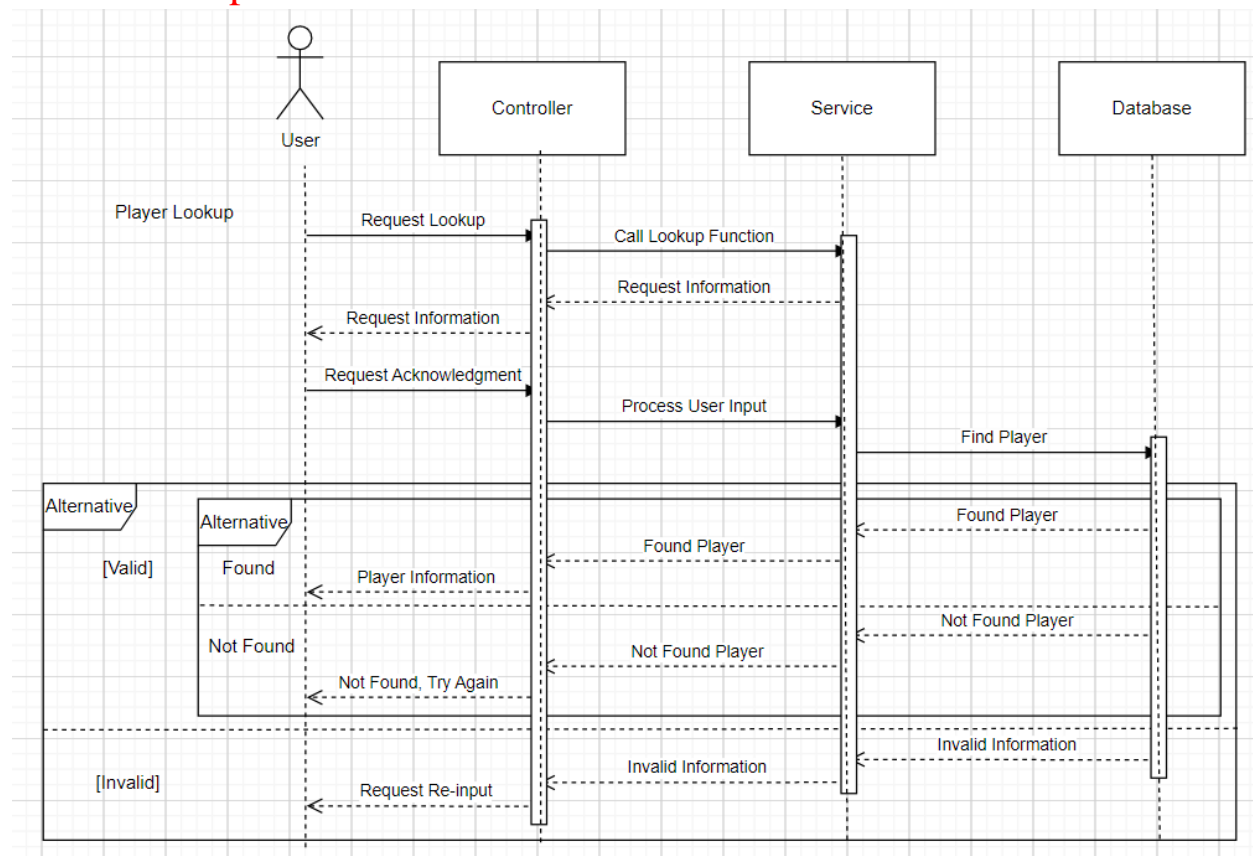 User
Controller
Service
Database
Player Lookup
Request Lookup
Call Lookup Function
Request Information
Request Information
Request Acknowledgment
Process User Input
Find Player
Alternative
Alternative
Found Player
Found Player
[Valid]
Found
Player Information
Not Found Player
Not Found
Not Found Player
Not Found, Try Again
Invalid Information
Invalid Information
[Invalid]
Request Re-input